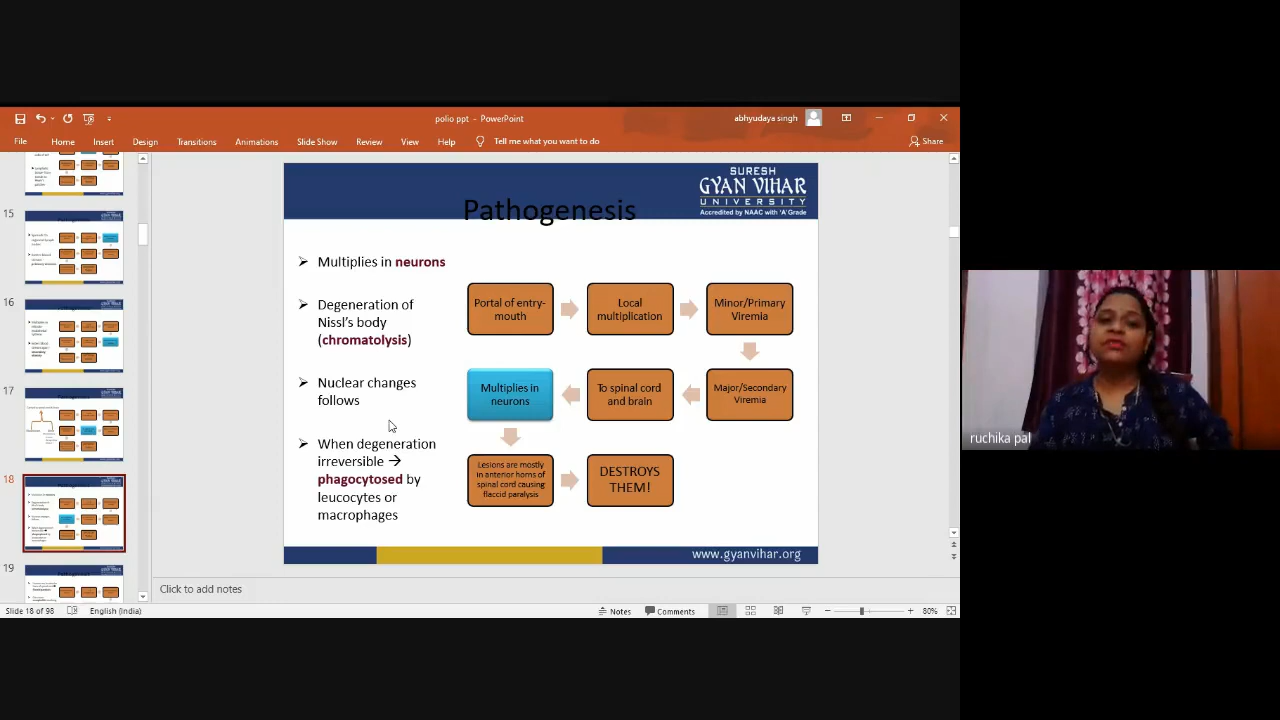 polio ppt - PowerPoint
abhyudaya singh
File
Home
Insert
Design
Transitions
Animations
Slide Show
Review
View
Help
Tell me what you want to do
Share
15
16
17
18
19
SURESH
GYAN VIHAR
UNIVERSITY
Accredited by NAAC with 'A' Grade
Pathogenesis
Multiplies in neurons
Degeneration of
Nissl's body
(chromatolysis)
Nuclear changes
follows
When degeneration
irreversible →
phagocytosed by
leucocytes or
macrophages
Portal of entry-
mouth
Local
multiplication
Minor/Primary
Viremia
Multiplies in
neurons
To spinal cord
and brain
Major/Secondary
Viremia
Lesions are mostly
in anterior horns of
spinal cord causing
flaccid paralysis
DESTROYS
THEM!
www.gyanvihar.org
Click to add notes
Slide 18 of 98
English (India)
Notes
Comments
80%
ruchika pal